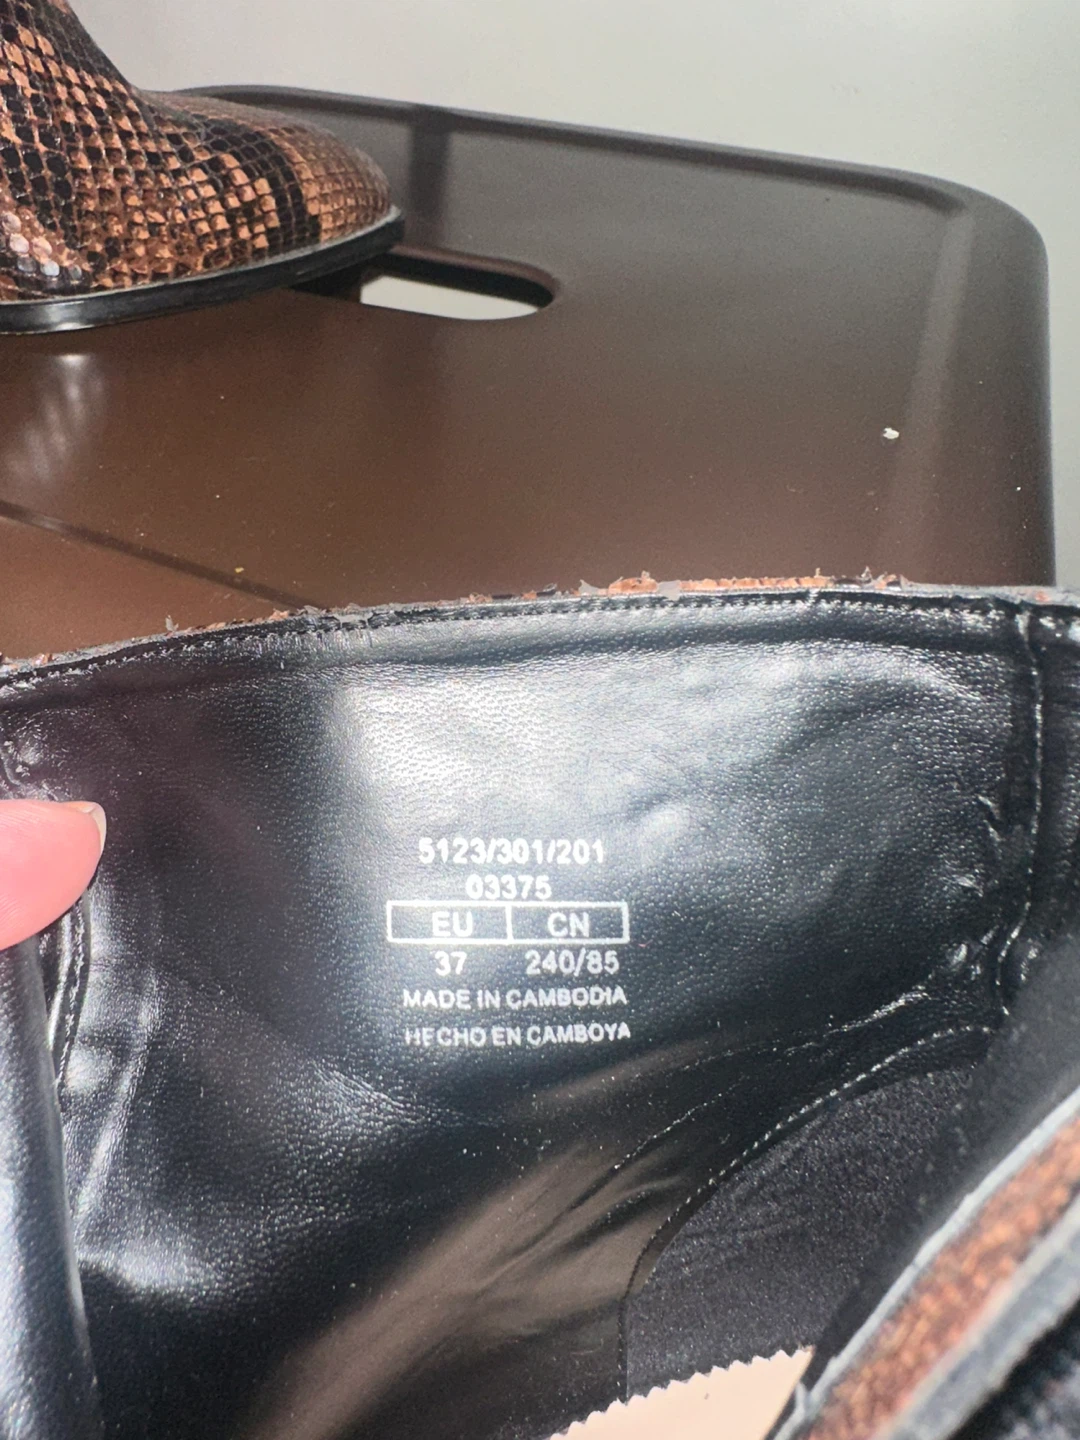 5123/301/201
03375
EU CN
37 240/85
MADE IN CAMBODIA
HECHO EN CAMBOYA